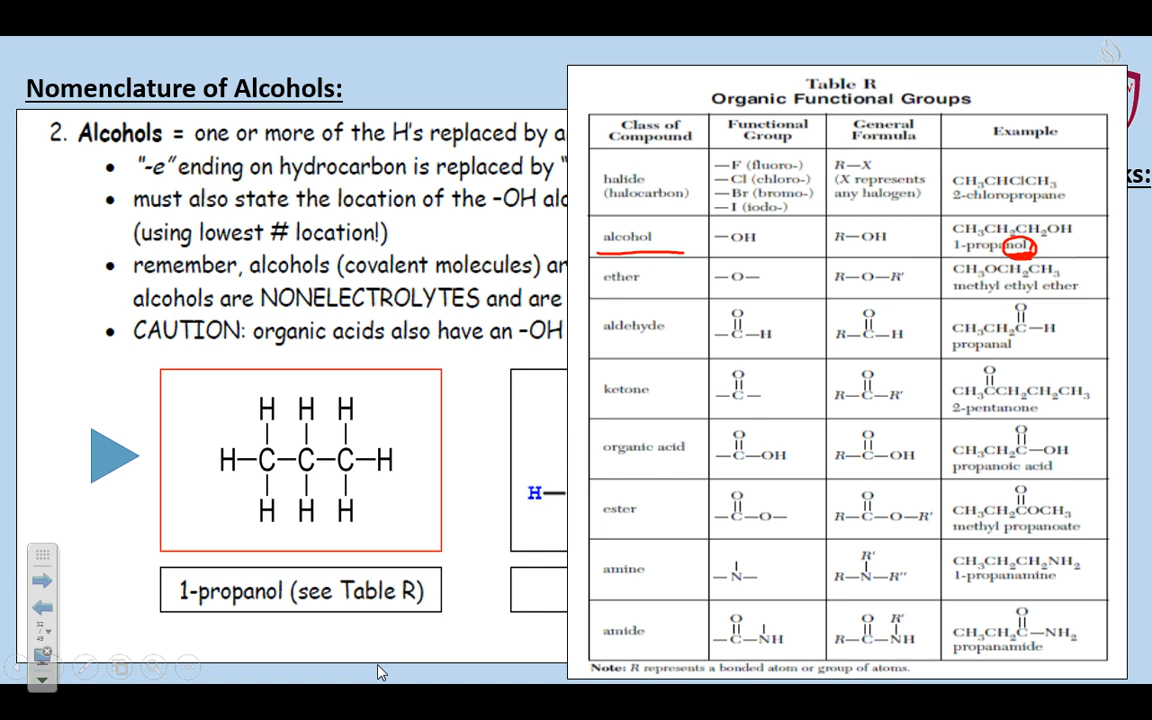 Nomenclature of Alcohols:
2. Alcohols = one or more of the H's replaced by a
• "-e" ending on hydrocarbon is replaced by "
• must also state the location of the –OH alc
(using lowest # location!)
• remember, alcohols (covalent molecules) ar
alcohols are NONELECTROLYTES and are
• CAUTION: organic acids also have an –OH
H H H
H–C–C–C–H
H H H
1-propanol (see Table R)
H—
ks:
Table R
Organic Functional Groups
Class of Compound Functional Group General Formula Example
halide (halocarbon)
—F (fluoro-)
—Cl (chloro-)
—Br (bromo-)
—I (iodo-)
R—X
(X represents
any halogen)
CH₃CHClCH₃
2-chloropropane
alcohol —OH R—OH CH₃CH₂CH₂OH
1-propanol
ether —O— R—O—R′ CH₃OCH₂CH₃
methyl ethyl ether
O O O
aldehyde —C—H R—C—H CH₃CH₂C—H
propanal
O O O
ketone —C— R—C—R′ CH₃CCH₂CH₂CH₃
2-pentanone
O O O
organic acid —C—OH R—C—OH CH₃CH₂C—OH
propanoic acid
O O O
ester —C—O— R—C—O—R′ CH₃CH₂COCH₃
methyl propanoate
R′
amine —N— R—N—R″ CH₃CH₂CH₂NH₂
1-propanamine
O O R′ O
amide —C—NH R—C—NH CH₃CH₂C—NH₂
propanamide
Note: R represents a bonded atom or group of atoms.
32
/
49